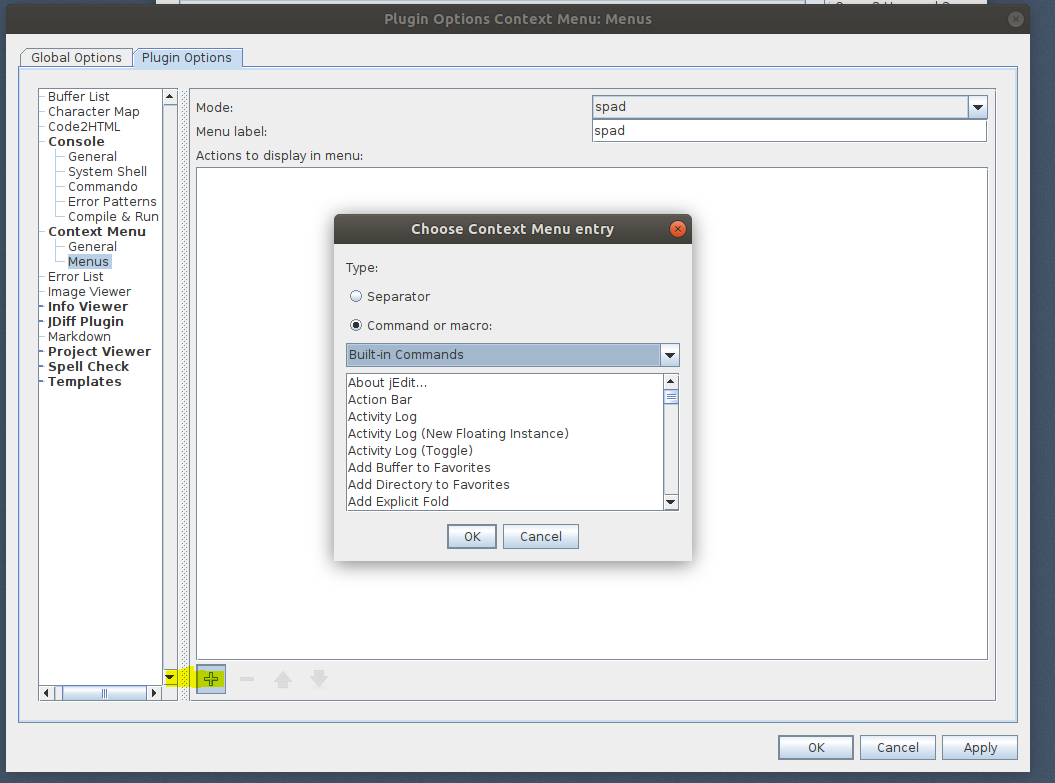 Plugin Options Context Menu: Menus
Global Options
Plugin Options
Buffer List
Character Map
Code2HTML
Console
General
System Shell
Commando
Error Patterns
Compile & Run
Context Menu
General
Menus
Error List
Image Viewer
Info Viewer
JDiff Plugin
Markdown
Project Viewer
Spell Check
Templates
Mode:
spad
Menu label:
spad
Actions to display in menu:
Choose Context Menu entry
Type:
Separator
Command or macro:
Built-in Commands
About jEdit...
Action Bar
Activity Log
Activity Log (New Floating Instance)
Activity Log (Toggle)
Add Buffer to Favorites
Add Directory to Favorites
Add Explicit Fold
OK
Cancel
OK
Cancel
Apply